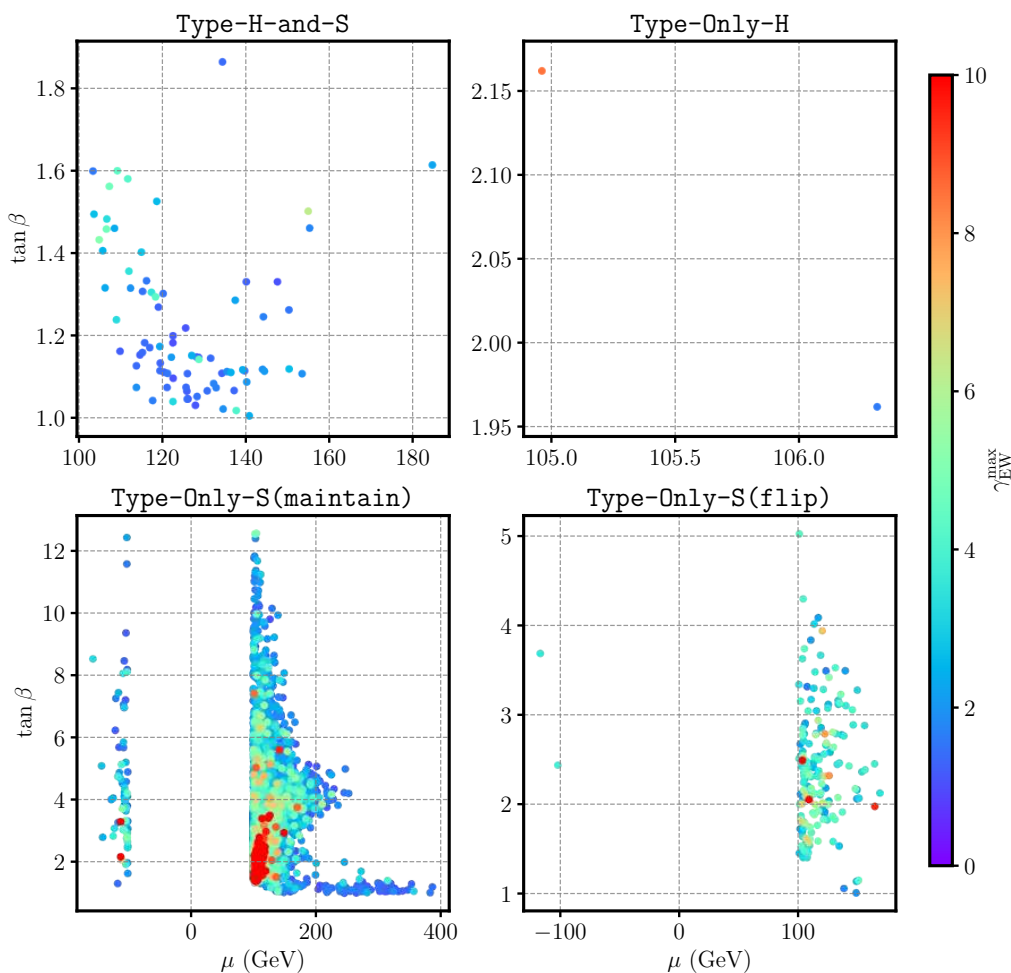 Type-H-and-S
Type-Only-H
tan β
1.8
1.6
1.4
1.2
1.0
100 120 140 160 180
2.15
2.10
2.05
2.00
1.95
105.0 105.5 106.0
Type-Only-S(maintain)
Type-Only-S(flip)
tan β
12
10
8
6
4
2
0 200 400
μ (GeV)
5
4
3
2
1
−100 0 100
μ (GeV)
10
8
6
4
2
0
γ_EW^max